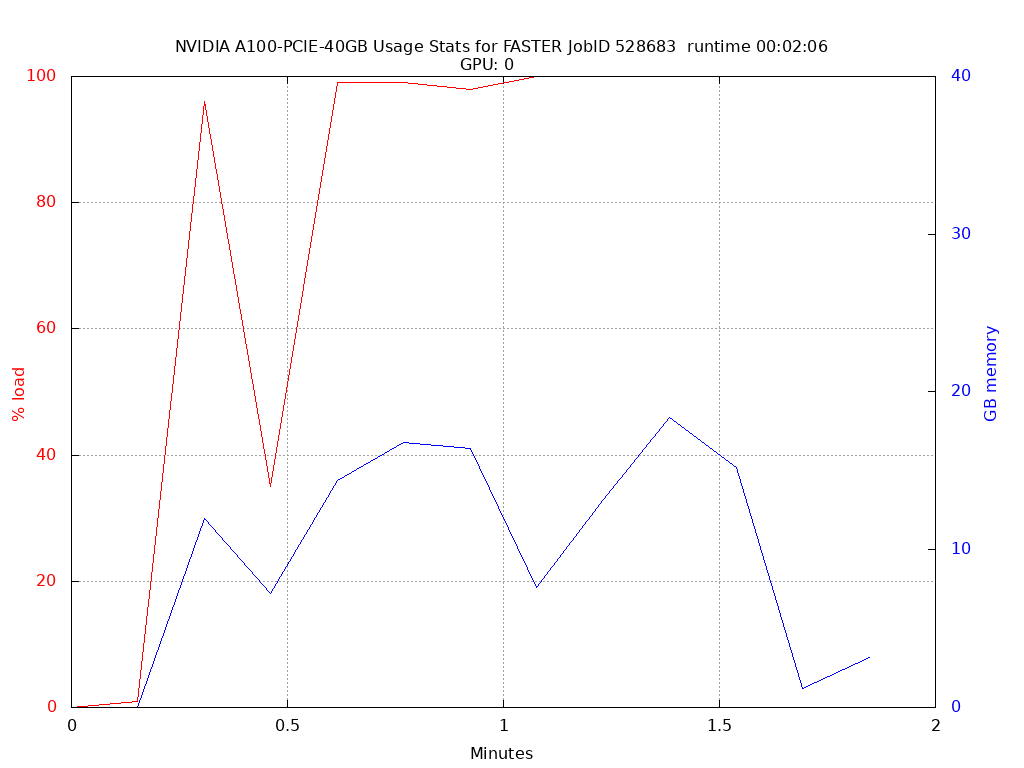 NVIDIA A100-PCIE-40GB Usage Stats for FASTER JobID 528683  runtime 00:02:06
GPU: 0
100
80
60
40
20
0
% load
40
30
20
10
0
GB memory
0 0.5 1 1.5 2
Minutes